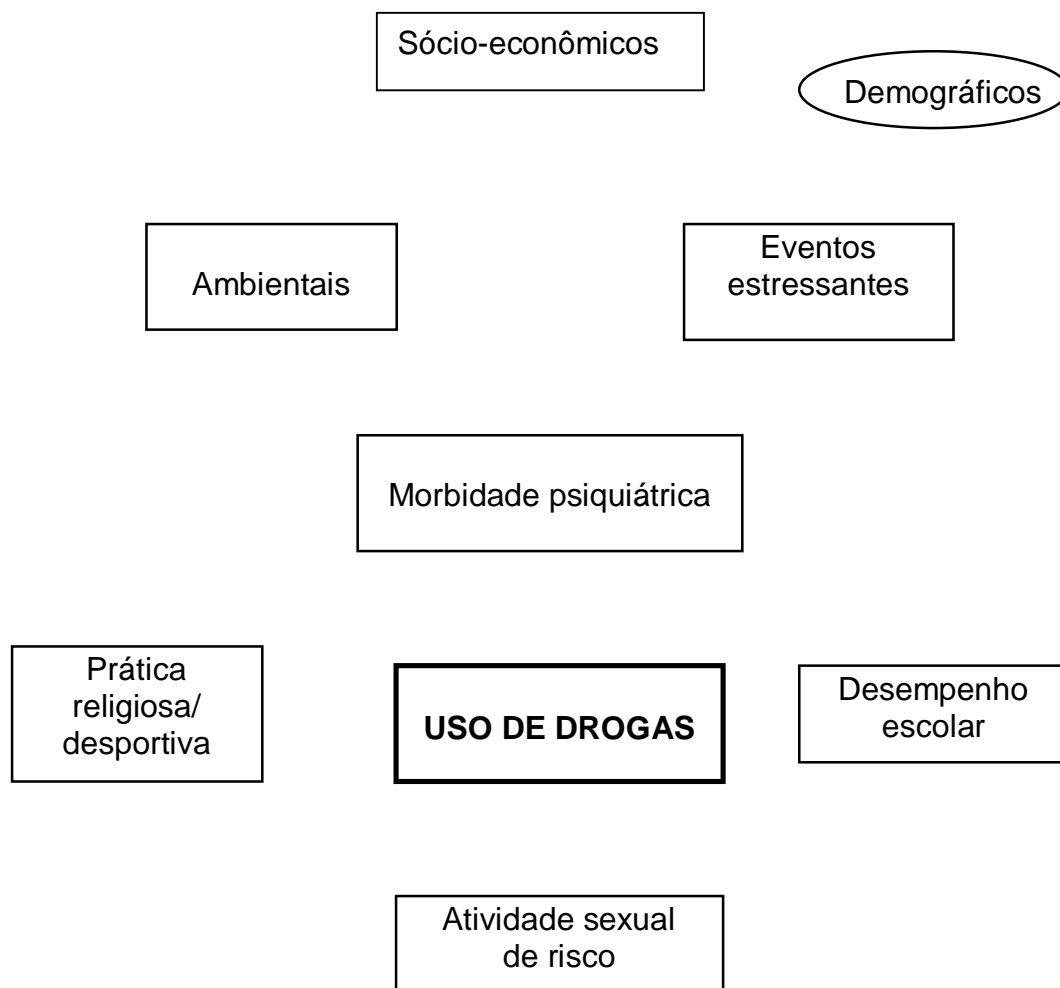 Sócio-econômicos
Demográficos
Ambientais
Eventos
estressantes
Morbidade psiquiátrica
Prática
religiosa/
desportiva
USO DE DROGAS
Desempenho
escolar
Atividade sexual
de risco